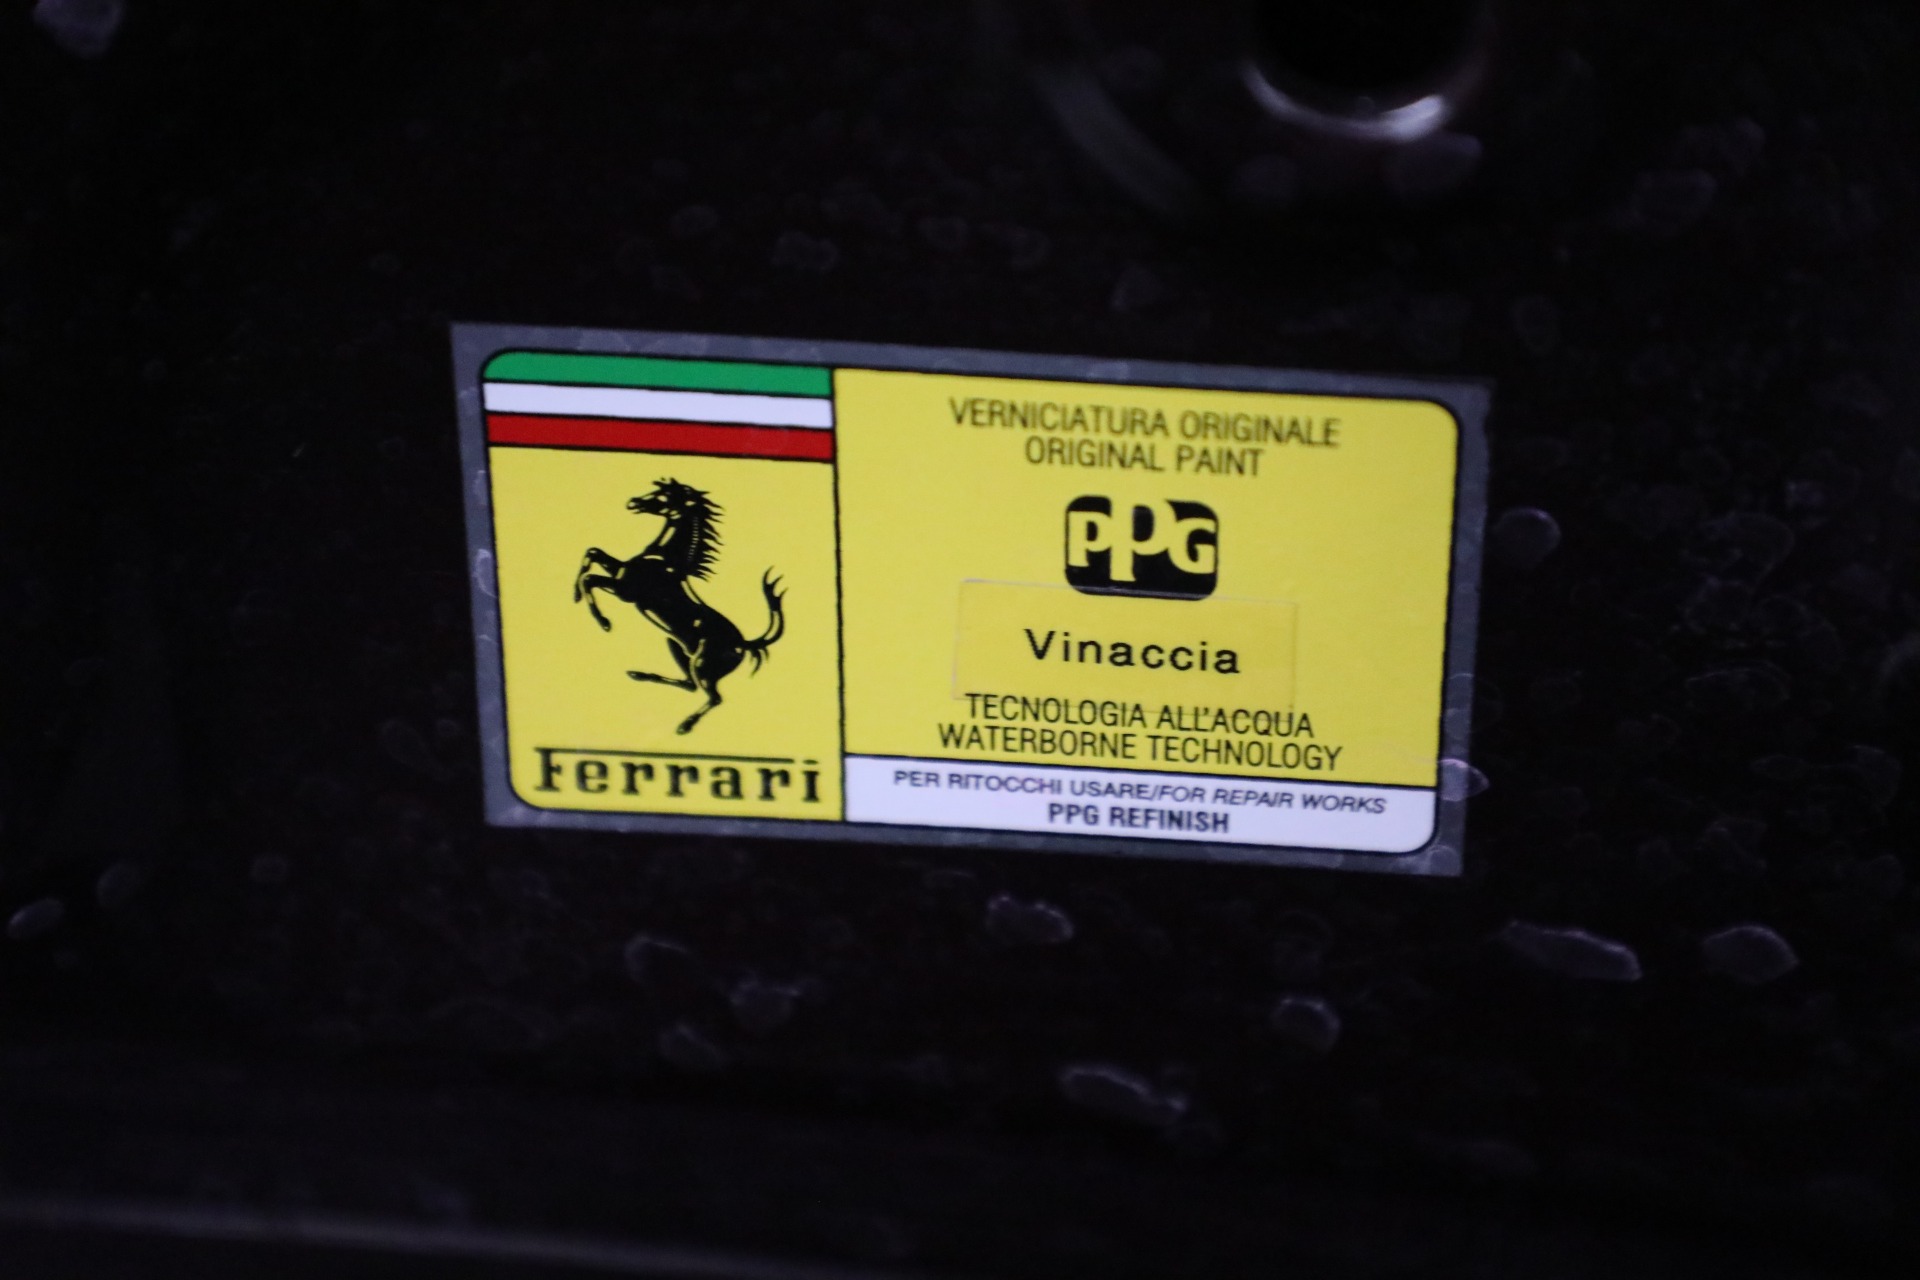 Ferrari
VERNICIATURA ORIGINALE
ORIGINAL PAINT
PPG
Vinaccia
TECNOLOGIA ALL'ACQUA
WATERBORNE TECHNOLOGY
PER RITOCCHI USARE/FOR REPAIR WORKS
PPG REFINISH